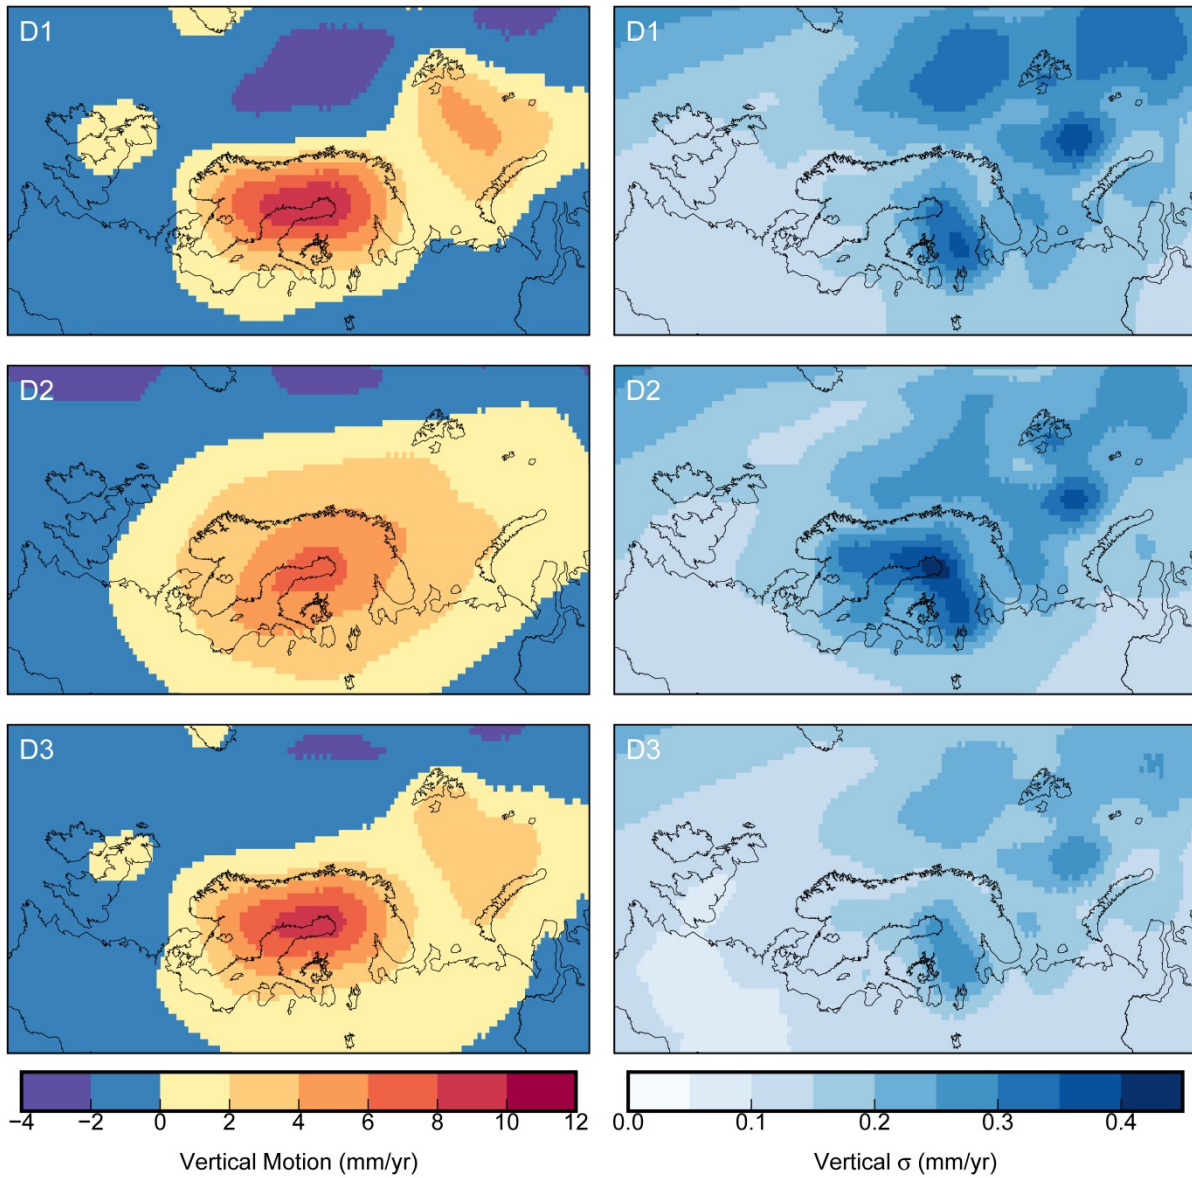 D1
D1
D2
D2
D3
D3
−4 −2 0 2 4 6 8 10 12
0.0 0.1 0.2 0.3 0.4
Vertical Motion (mm/yr)
Vertical σ (mm/yr)